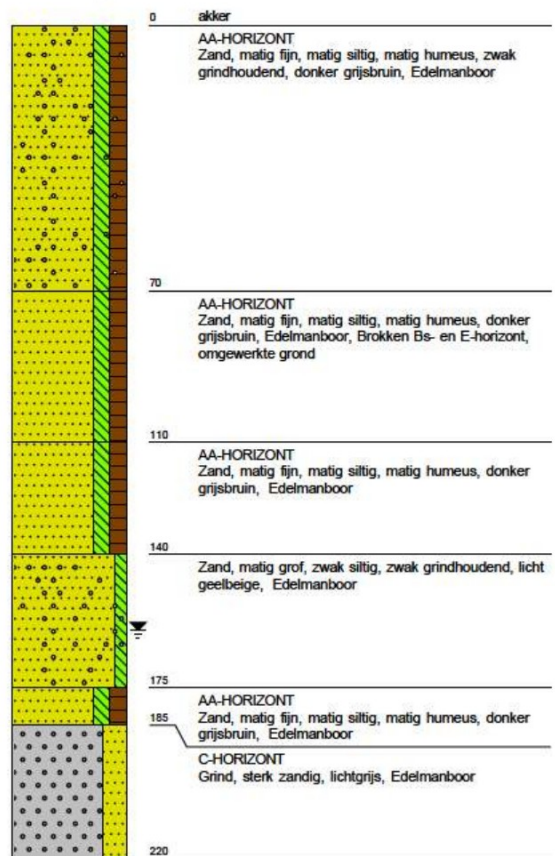 0 akker
AA-HORIZONT
Zand, matig fijn, matig siltig, matig humeus, zwak
grindhoudend, donker grijsbruin, Edelmanboor
70
AA-HORIZONT
Zand, matig fijn, matig siltig, matig humeus, donker
grijsbruin, Edelmanboor, Brokken Bs- en E-horizont,
omgewerkte grond
110
AA-HORIZONT
Zand, matig fijn, matig siltig, matig humeus, donker
grijsbruin, Edelmanboor
140
Zand, matig grof, zwak siltig, zwak grindhoudend, licht
geelbeige, Edelmanboor
175
AA-HORIZONT
Zand, matig fijn, matig siltig, matig humeus, donker
grijsbruin, Edelmanboor
185
C-HORIZONT
Grind, sterk zandig, lichtgrijs, Edelmanboor
220